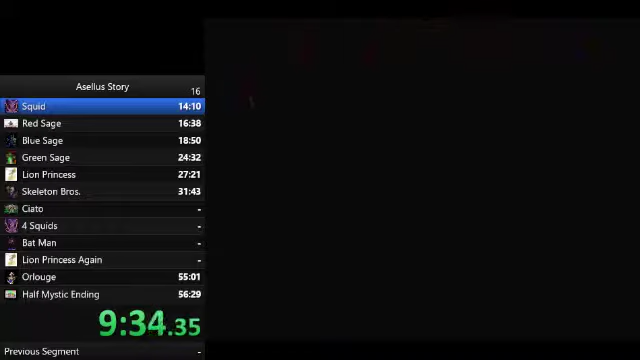 Asellus Story
16
Squid 14:10
Red Sage 16:38
Blue Sage 18:50
Green Sage 24:32
Lion Princess 27:21
Skeleton Bros. 31:43
Ciato -
4 Squids -
Bat Man -
Lion Princess Again -
Orlouge 55:01
Half Mystic Ending 56:29
9:34.35
Previous Segment -